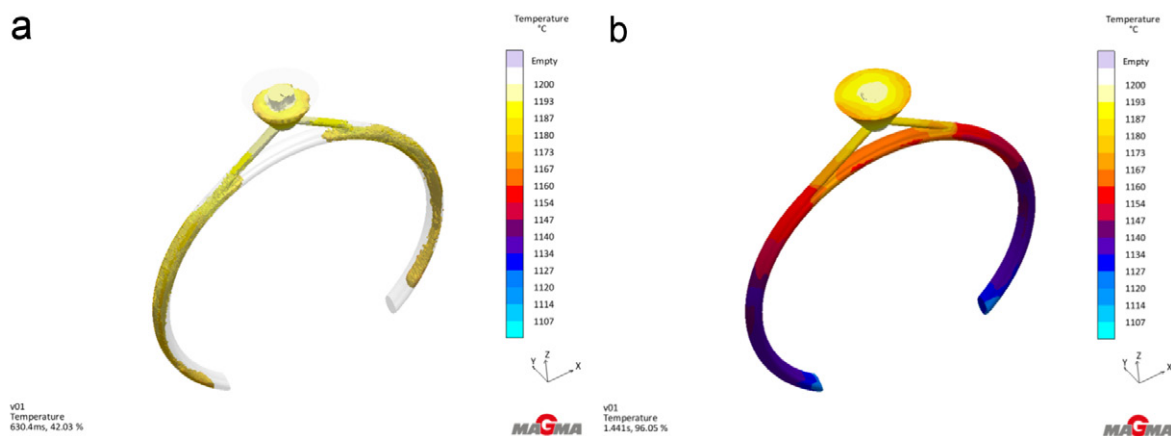 a
Temperature
°C
Empty
1200
1193
1187
1180
1173
1167
1160
1154
1147
1140
1134
1127
1120
1114
1107
Z
Y
X
v01
Temperature
630.4ms, 42.03 %
MAGMA
b
Temperature
°C
Empty
1200
1193
1187
1180
1173
1167
1160
1154
1147
1140
1134
1127
1120
1114
1107
Z
Y
X
v01
Temperature
1.441s, 96.05 %
MAGMA